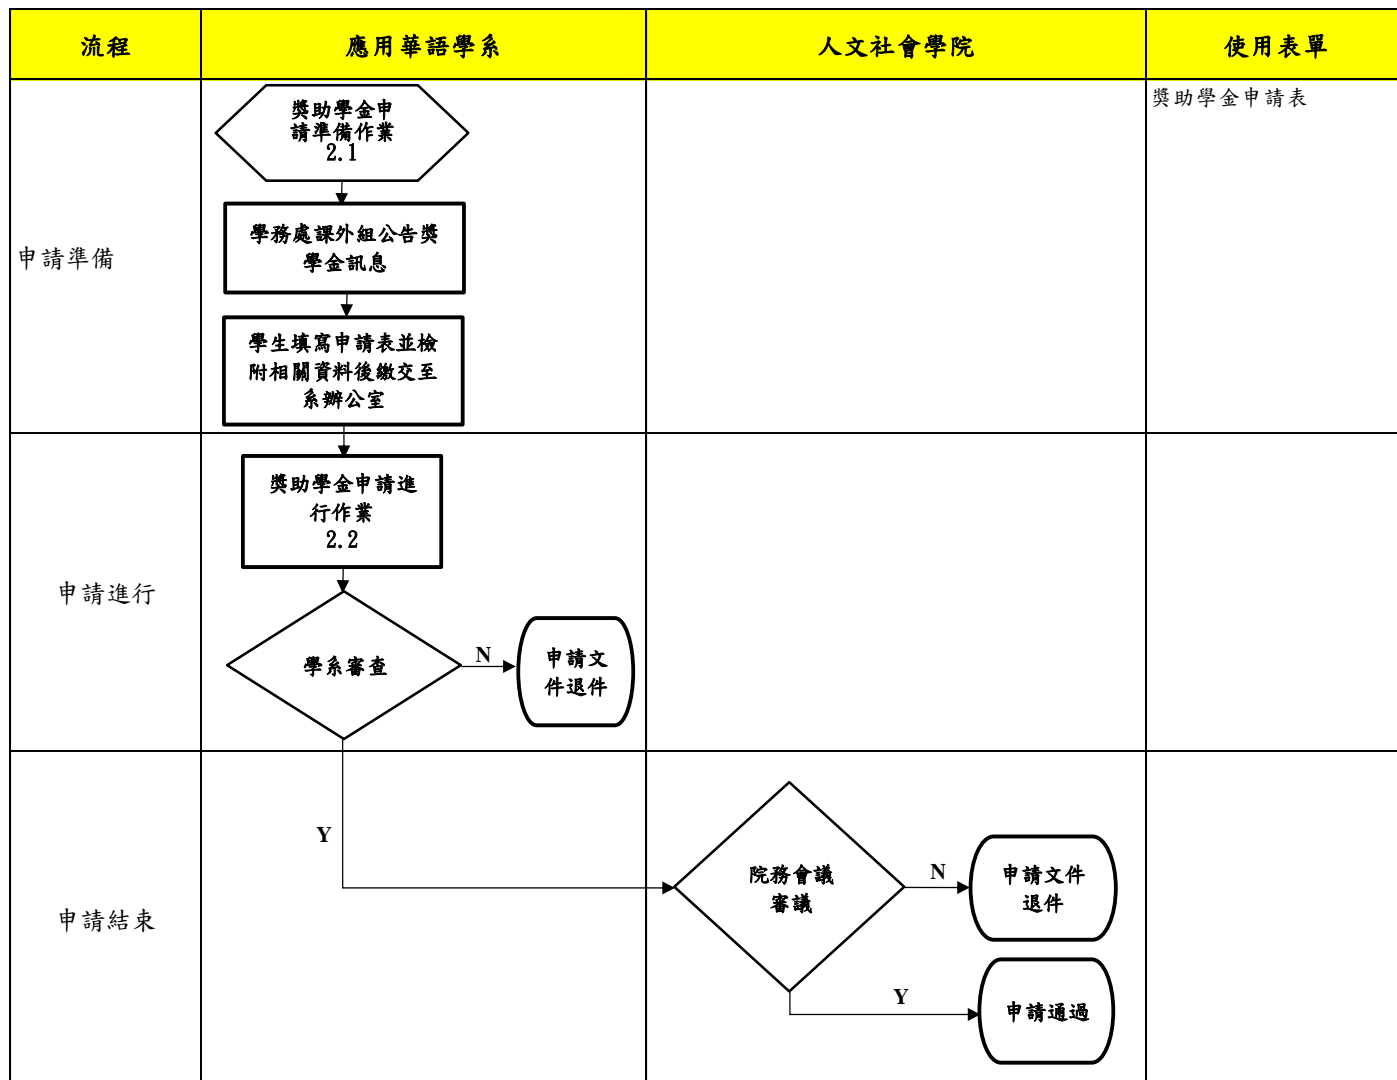 流程
應用華語學系
人文社會學院
使用表單
獎助學金申
請準備作業
2.1
獎助學金申請表
申請準備
學務處課外組公告獎
學金訊息
學生填寫申請表並檢
附相關資料後繳交至
系辦公室
申請進行
獎助學金申請進
行作業
2.2
學系審查
N
申請文
件退件
申請結束
Y
院務會議
審議
N
申請文件
退件
Y
申請通過